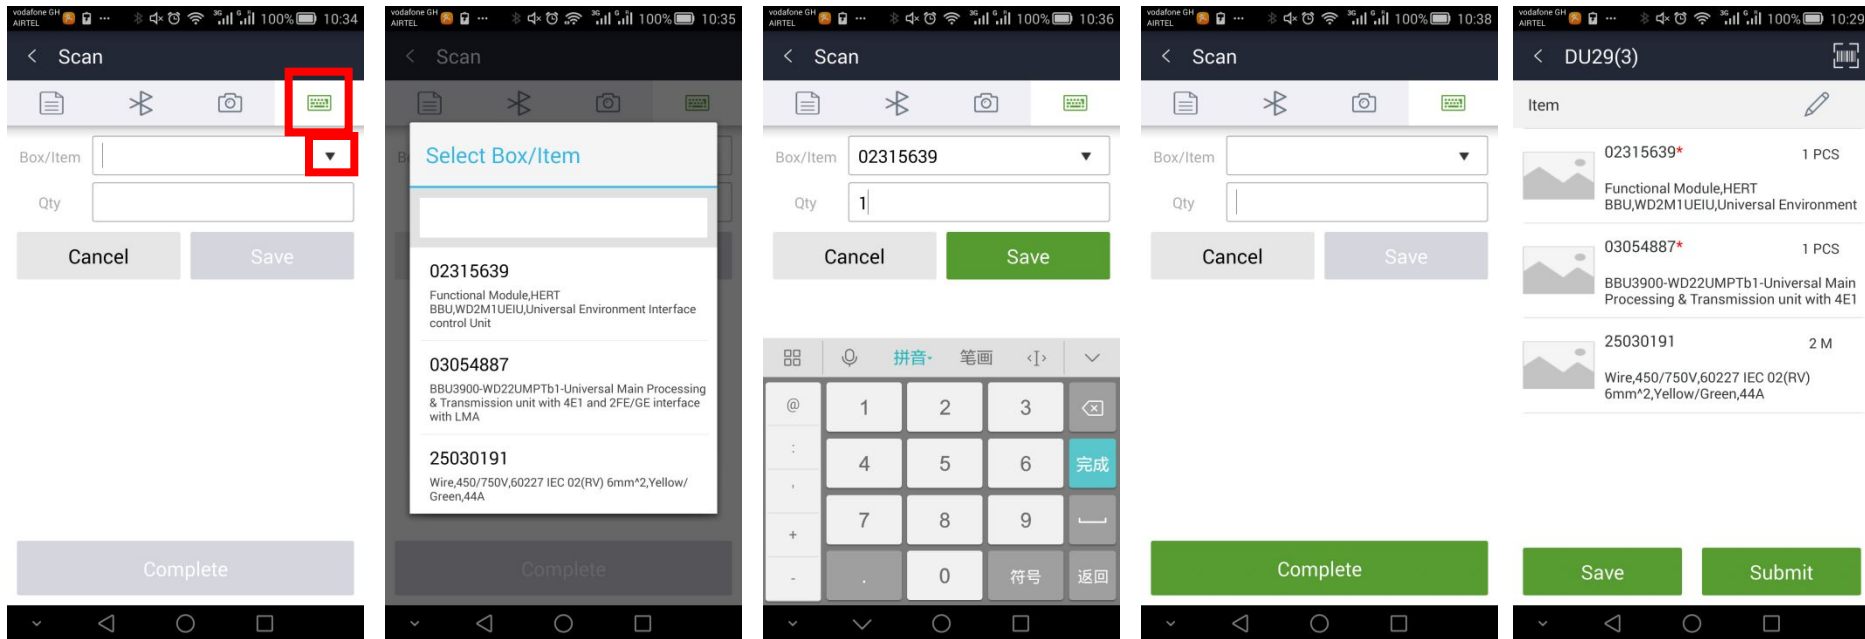 vodafone GH
AIRTEL
3G G 100% 10:34
Scan
Box/Item
Qty
Cancel Save
Complete
vodafone GH
AIRTEL
3G G 100% 10:35
Scan
Select Box/Item
02315639
Functional Module,HERT
BBU,WD2M1UEIU,Universal Environment Interface
control Unit
03054887
BBU3900-WD22UMPTb1-Universal Main Processing
& Transmission unit with 4E1 and 2FE/GE interface
with LMA
25030191
Wire,450/750V,60227 IEC 02(RV) 6mm^2,Yellow/
Green,44A
Complete
vodafone GH
AIRTEL
3G G 100% 10:36
Scan
Box/Item 02315639
Qty 1
Cancel Save
拼音 笔画
@ 1 2 3
: 4 5 6 完成
, 7 8 9
+
- . 0 符号 返回
vodafone GH
AIRTEL
3G G 100% 10:38
Scan
Box/Item
Qty
Cancel Save
Complete
vodafone GH
AIRTEL
3G G 100% 10:29
DU29(3)
Item
02315639* 1 PCS
Functional Module,HERT
BBU,WD2M1UEIU,Universal Environment
03054887* 1 PCS
BBU3900-WD22UMPTb1-Universal Main
Processing & Transmission unit with 4E1
25030191 2 M
Wire,450/750V,60227 IEC 02(RV)
6mm^2,Yellow/Green,44A
Save Submit